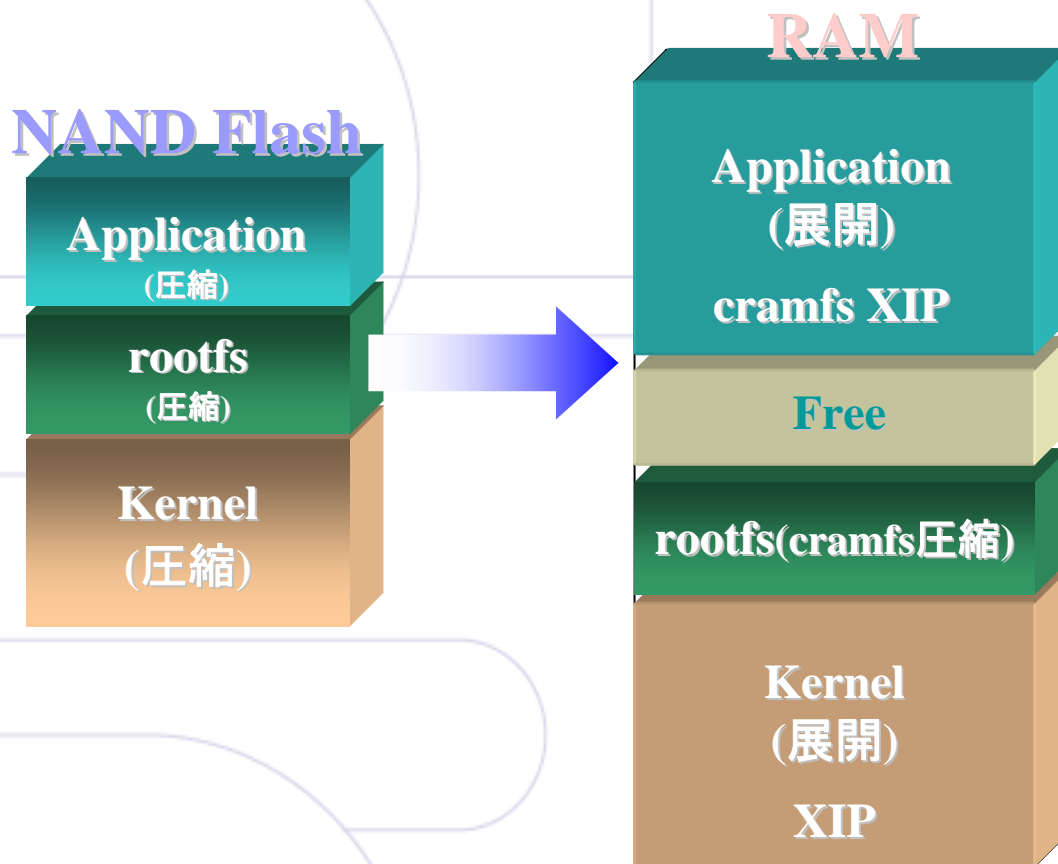 NAND Flash
Application
(圧縮)
rootfs
(圧縮)
Kernel
(圧縮)
RAM
Application
(展開)
cramfs XIP
Free
rootfs(cramfs圧縮)
Kernel
(展開)
XIP